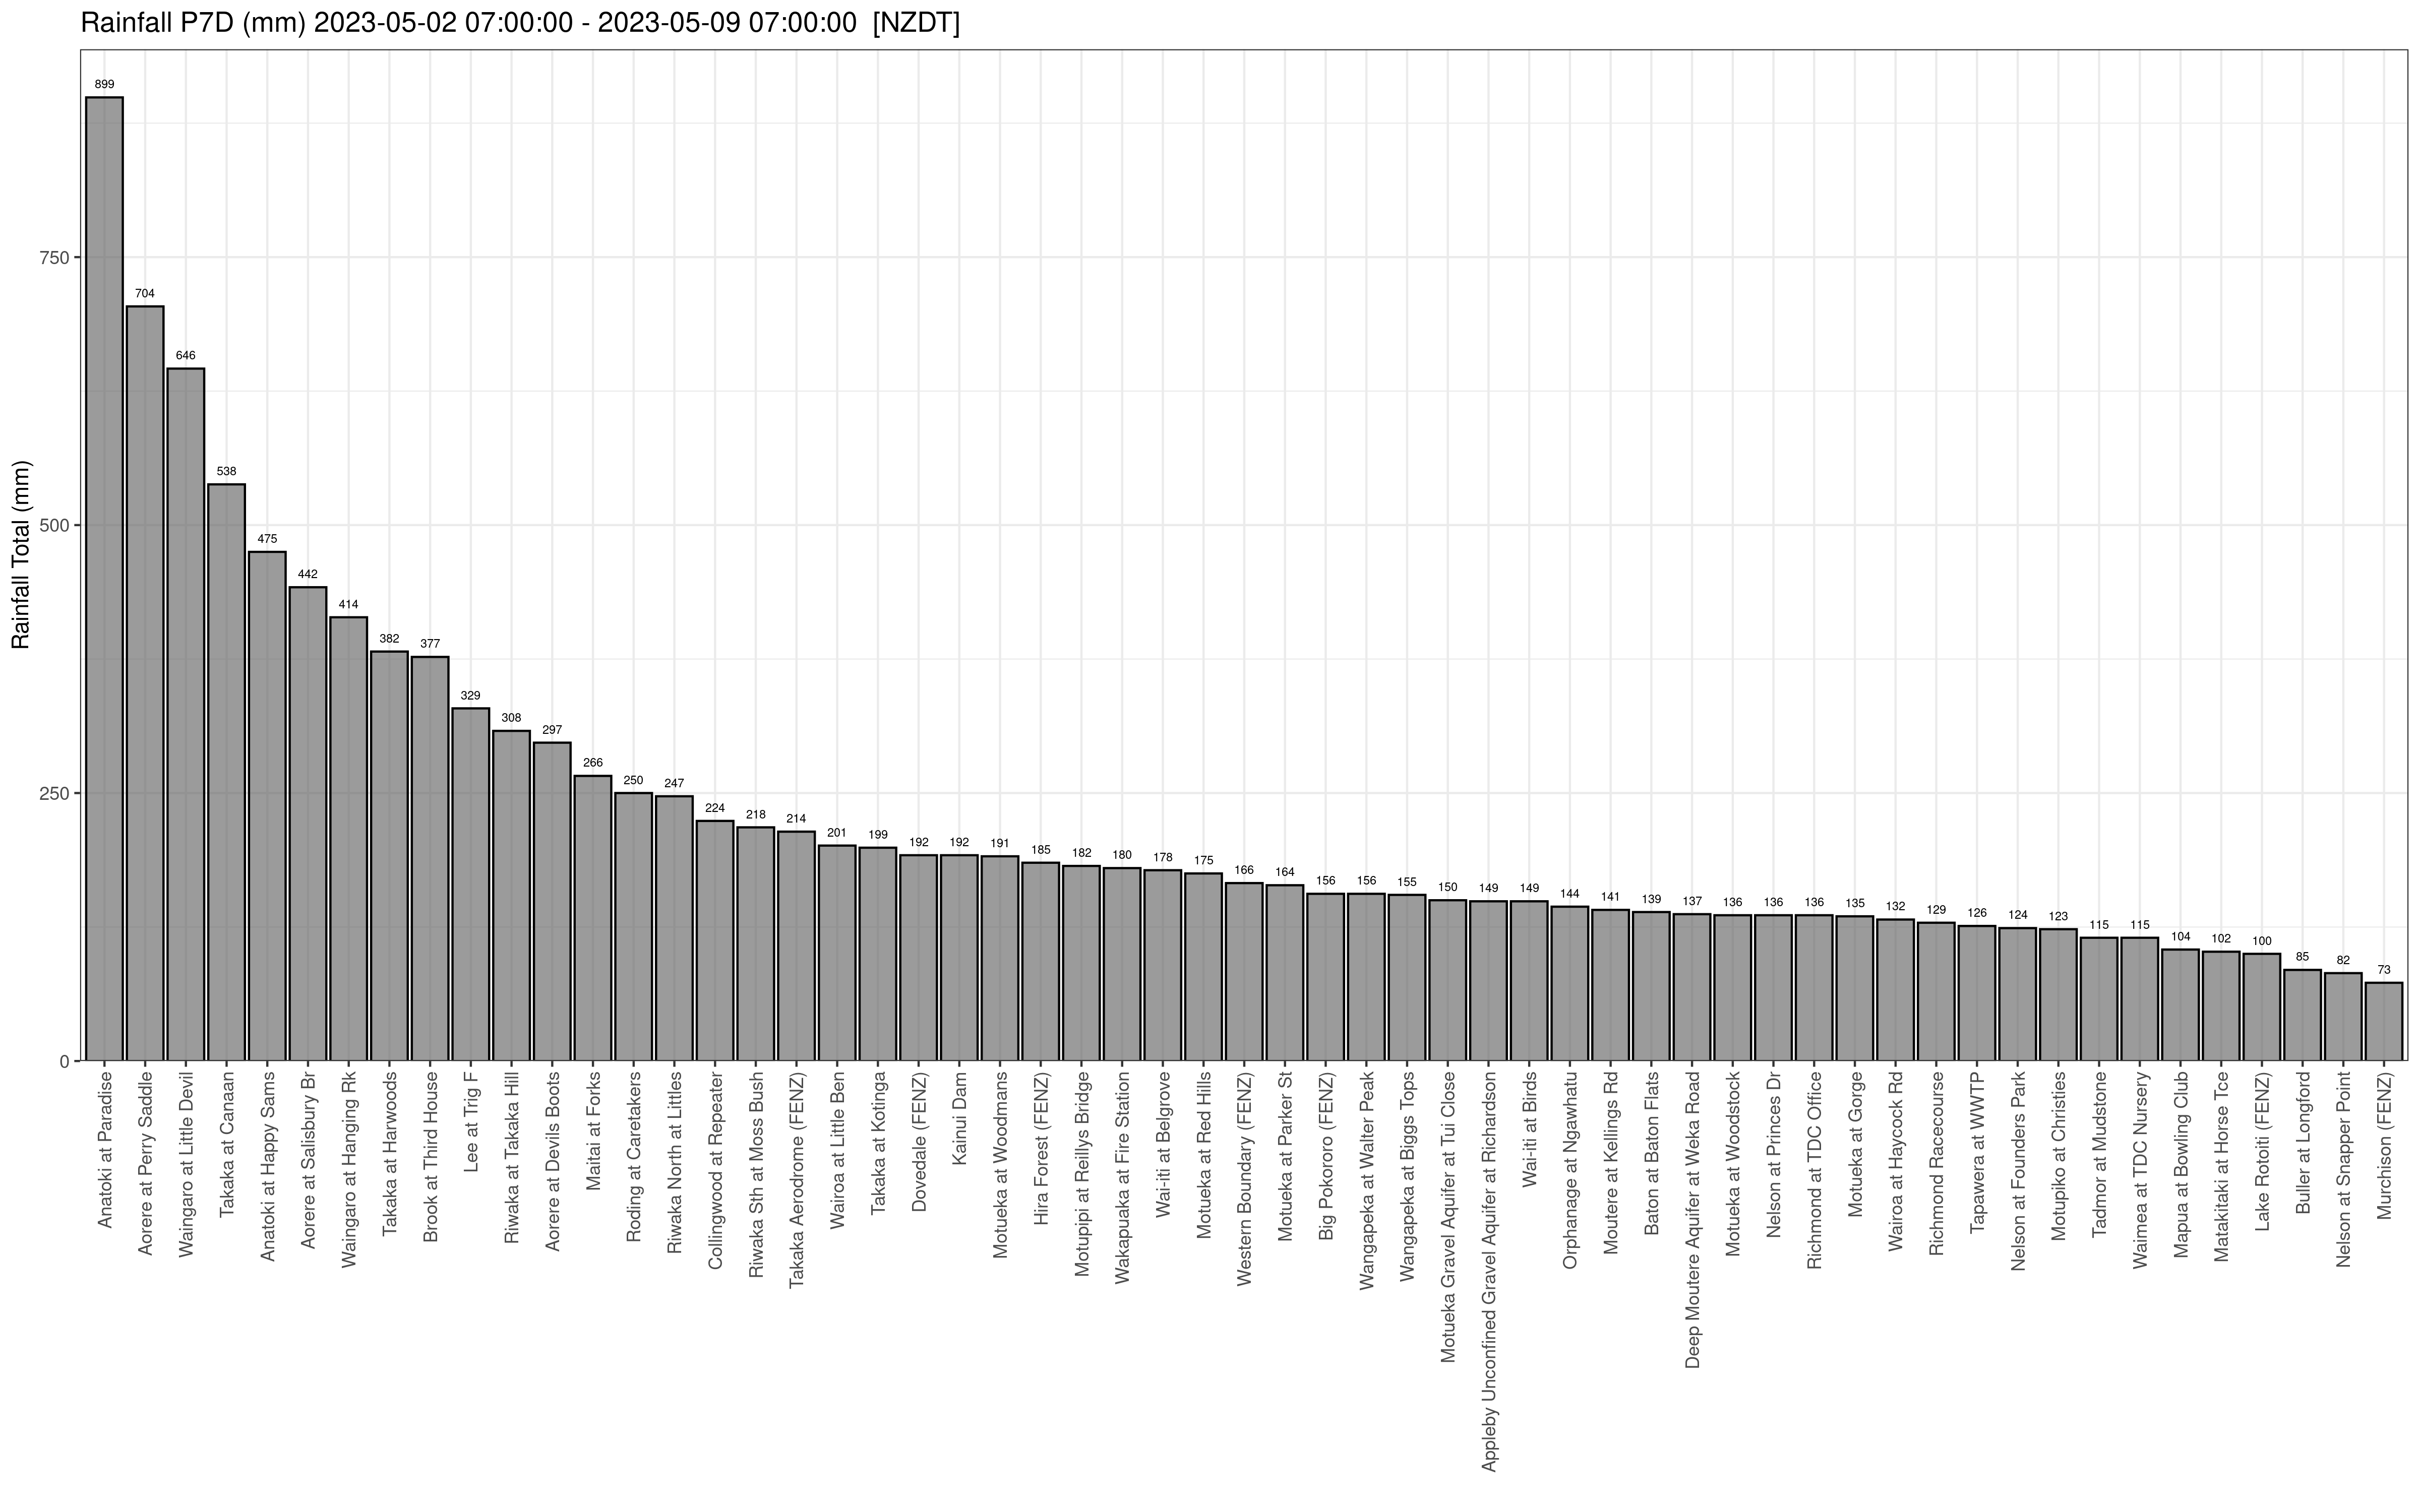 Rainfall P7D (mm) 2023-05-02 07:00:00 - 2023-05-09 07:00:00  [NZDT]
Rainfall Total (mm)
750
500
250
0
899
704
646
538
475
442
414
382
377
329
308
297
266
250
247
224
218
214
201
199
192
192
191
185
182
180
178
175
166
164
156
156
155
150
149
149
144
141
139
137
136
136
136
135
132
129
126
124
123
115
115
104
102
100
85
82
73
Anatoki at Paradise
Aorere at Perry Saddle
Waingaro at Little Devil
Takaka at Canaan
Anatoki at Happy Sams
Aorere at Salisbury Br
Waingaro at Hanging Rk
Takaka at Harwoods
Brook at Third House
Lee at Trig F
Riwaka at Takaka Hill
Aorere at Devils Boots
Maitai at Forks
Roding at Caretakers
Riwaka North at Littles
Collingwood at Repeater
Riwaka Sth at Moss Bush
Takaka Aerodrome (FENZ)
Wairoa at Little Ben
Takaka at Kotinga
Dovedale (FENZ)
Kainui Dam
Motueka at Woodmans
Hira Forest (FENZ)
Motupipi at Reillys Bridge
Wakapuaka at Fire Station
Wai-iti at Belgrove
Motueka at Red Hills
Western Boundary (FENZ)
Motueka at Parker St
Big Pokororo (FENZ)
Wangapeka at Walter Peak
Wangapeka at Biggs Tops
Motueka Gravel Aquifer at Tui Close
Appleby Unconfined Gravel Aquifer at Richardson
Wai-iti at Birds
Orphanage at Ngawhatu
Moutere at Kellings Rd
Baton at Baton Flats
Deep Moutere Aquifer at Weka Road
Motueka at Woodstock
Nelson at Princes Dr
Richmond at TDC Office
Motueka at Gorge
Wairoa at Haycock Rd
Richmond Racecourse
Tapawera at WWTP
Nelson at Founders Park
Motupiko at Christies
Tadmor at Mudstone
Waimea at TDC Nursery
Mapua at Bowling Club
Matakitaki at Horse Tce
Lake Rotoiti (FENZ)
Buller at Longford
Nelson at Snapper Point
Murchison (FENZ)